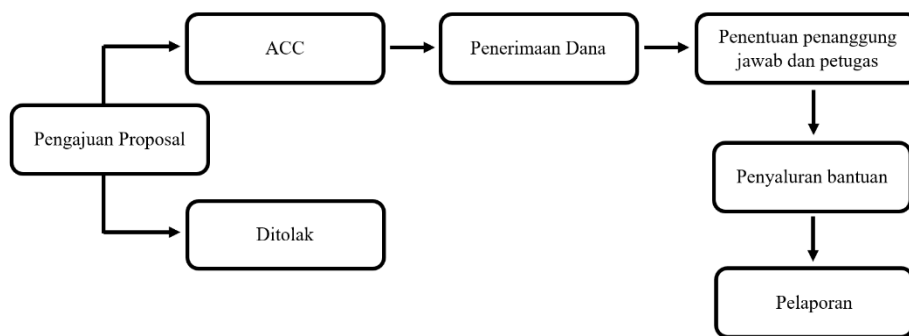 Pengajuan Proposal
ACC
Penerimaan Dana
Penentuan penanggung
jawab dan petugas
Penyaluran bantuan
Pelaporan
Ditolak